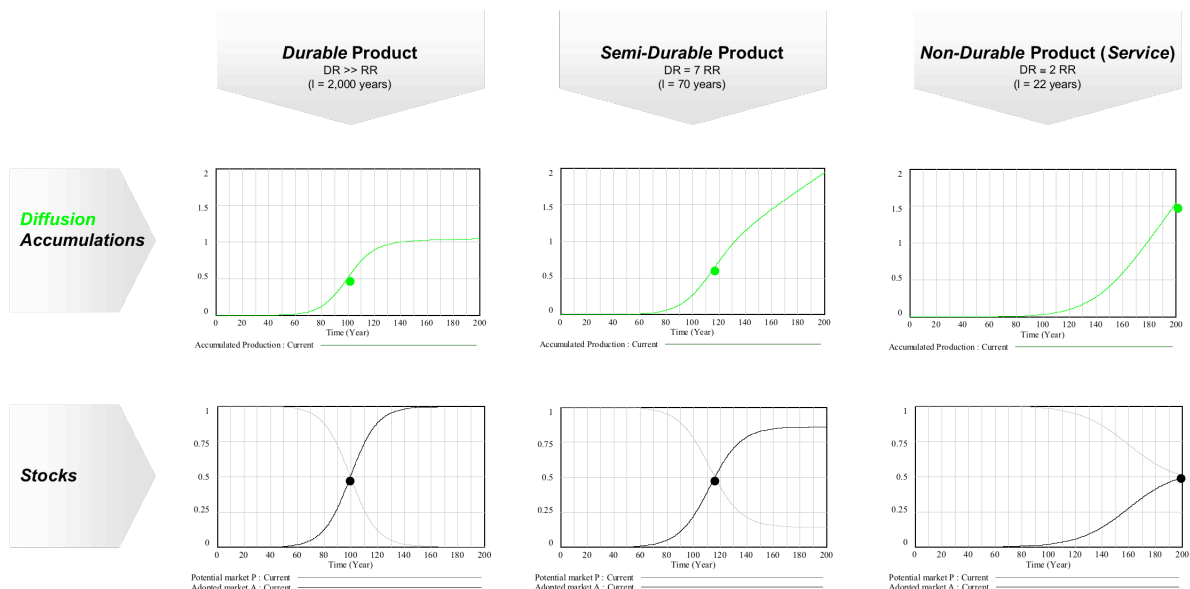 Durable Product
DR >> RR
(l = 2,000 years)
Semi-Durable Product
DR = 7 RR
(l = 70 years)
Non-Durable Product (Service)
DR ≅ 2 RR
(l = 22 years)
Diffusion
Accumulations
2
1.5
1
0.5
0
0 20 40 60 80 100 120 140 160 180 200
Time (Year)
Accumulated Production : Current
2
1.5
1
0.5
0
0 20 40 60 80 100 120 140 160 180 200
Time (Year)
Accumulated Production : Current
2
1.5
1
0.5
0
0 20 40 60 80 100 120 140 160 180 200
Time (Year)
Accumulated Production : Current
Stocks
1
0.75
0.5
0.25
0
0 20 40 60 80 100 120 140 160 180 200
Time (Year)
Potential market P : Current
Adopted market A : Current
1
0.75
0.5
0.25
0
0 20 40 60 80 100 120 140 160 180 200
Time (Year)
Potential market P : Current
Adopted market A : Current
1
0.75
0.5
0.25
0
0 20 40 60 80 100 120 140 160 180 200
Time (Year)
Potential market P : Current
Adopted market A : Current